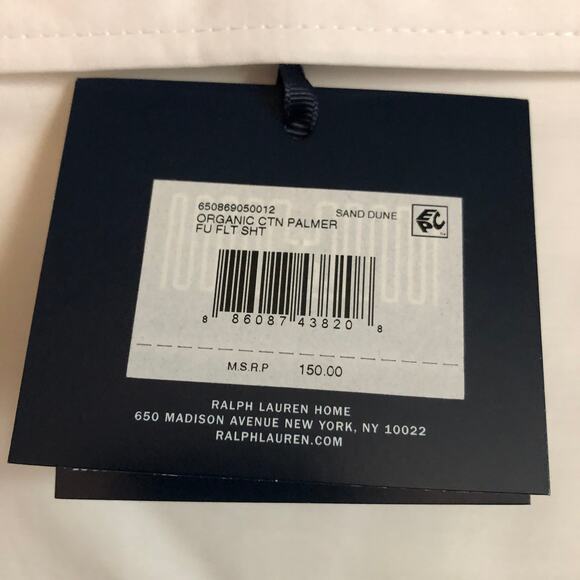 650869050012 SAND DUNE
ORGANIC CTN PALMER
FU FLT SHT
EPC
8 86087 43820 8
M.S.R.P 150.00
RALPH LAUREN HOME
650 MADISON AVENUE NEW YORK, NY 10022
RALPHLAUREN.COM